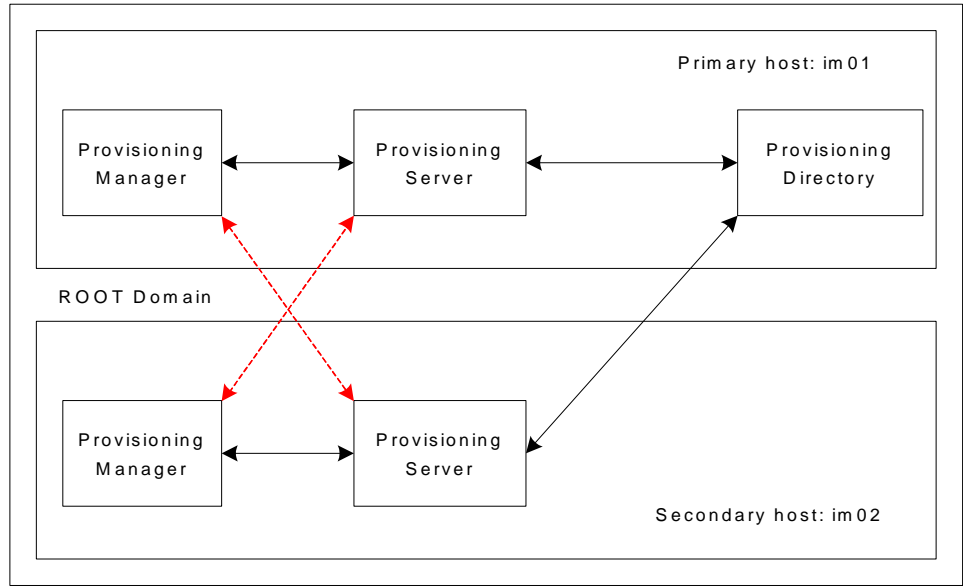 Primary host: im01
Provisioning
Manager
Provisioning
Server
Provisioning
Directory
ROOT Domain
Provisioning
Manager
Provisioning
Server
Secondary host: im02